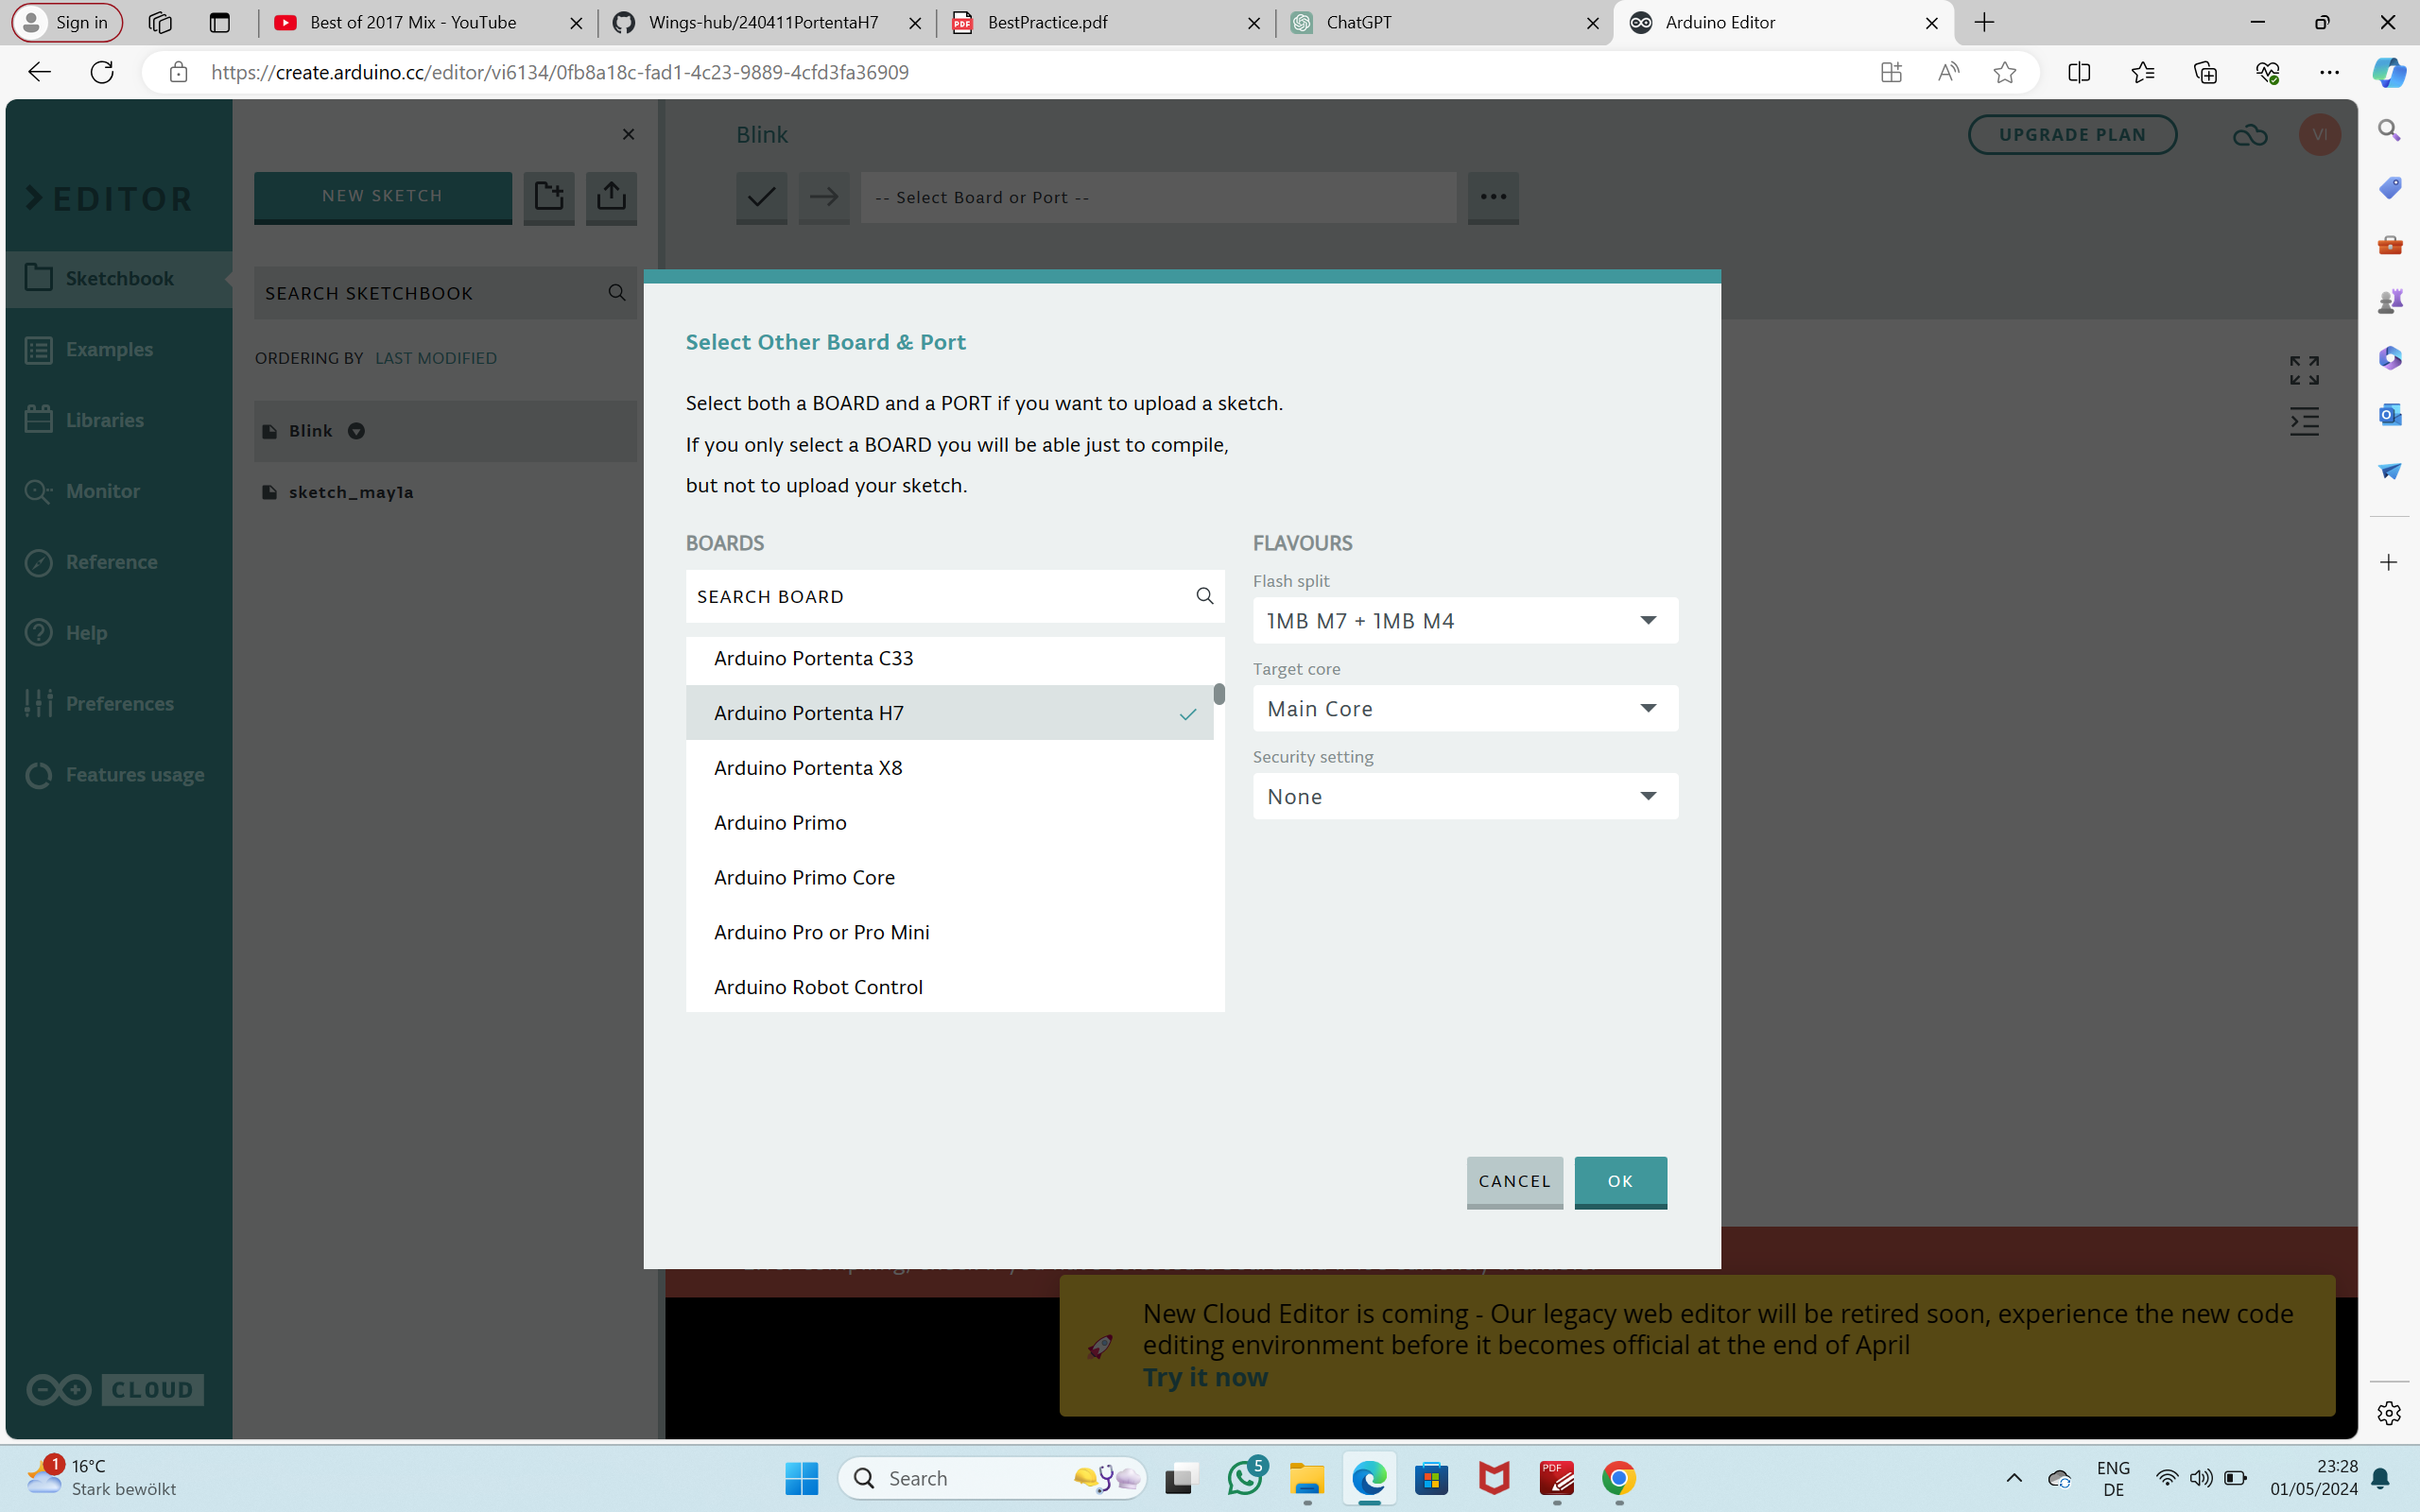 Sign in
Best of 2017 Mix - YouTube
Wings-hub/240411PortentaH7
BestPractice.pdf
ChatGPT
Arduino Editor
https://create.arduino.cc/editor/vi6134/0fb8a18c-fad1-4c23-9889-4cfd3fa36909
Blink
UPGRADE PLAN
VI
EDITOR
NEW SKETCH
-- Select Board or Port --
Sketchbook
SEARCH SKETCHBOOK
Examples
ORDERING BY LAST MODIFIED
Libraries
Blink
Monitor
sketch_may1a
Reference
Help
Preferences
Features usage
CLOUD
Select Other Board & Port
Select both a BOARD and a PORT if you want to upload a sketch.
If you only select a BOARD you will be able just to compile,
but not to upload your sketch.
BOARDS
SEARCH BOARD
Arduino Portenta C33
Arduino Portenta H7
Arduino Portenta X8
Arduino Primo
Arduino Primo Core
Arduino Pro or Pro Mini
Arduino Robot Control
FLAVOURS
Flash split
1MB M7 + 1MB M4
Target core
Main Core
Security setting
None
CANCEL
OK
New Cloud Editor is coming - Our legacy web editor will be retired soon, experience the new code
editing environment before it becomes official at the end of April
Try it now
1
16°C
Stark bewölkt
Search
5
PDF
ENG
DE
23:28
01/05/2024